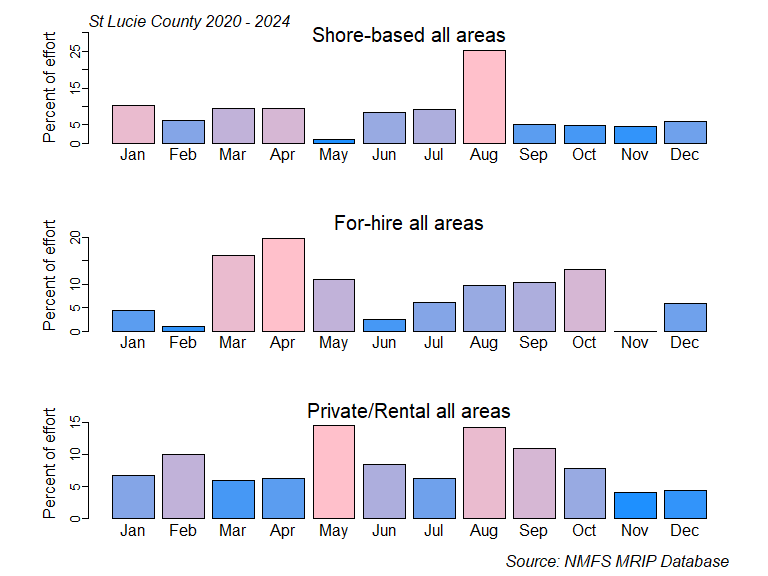 St Lucie County 2020 - 2024
Shore-based all areas
Percent of effort
0 5 15 25
Jan Feb Mar Apr May Jun Jul Aug Sep Oct Nov Dec
For-hire all areas
Percent of effort
0 5 10 20
Jan Feb Mar Apr May Jun Jul Aug Sep Oct Nov Dec
Private/Rental all areas
Percent of effort
0 5 10 15
Jan Feb Mar Apr May Jun Jul Aug Sep Oct Nov Dec
Source: NMFS MRIP Database